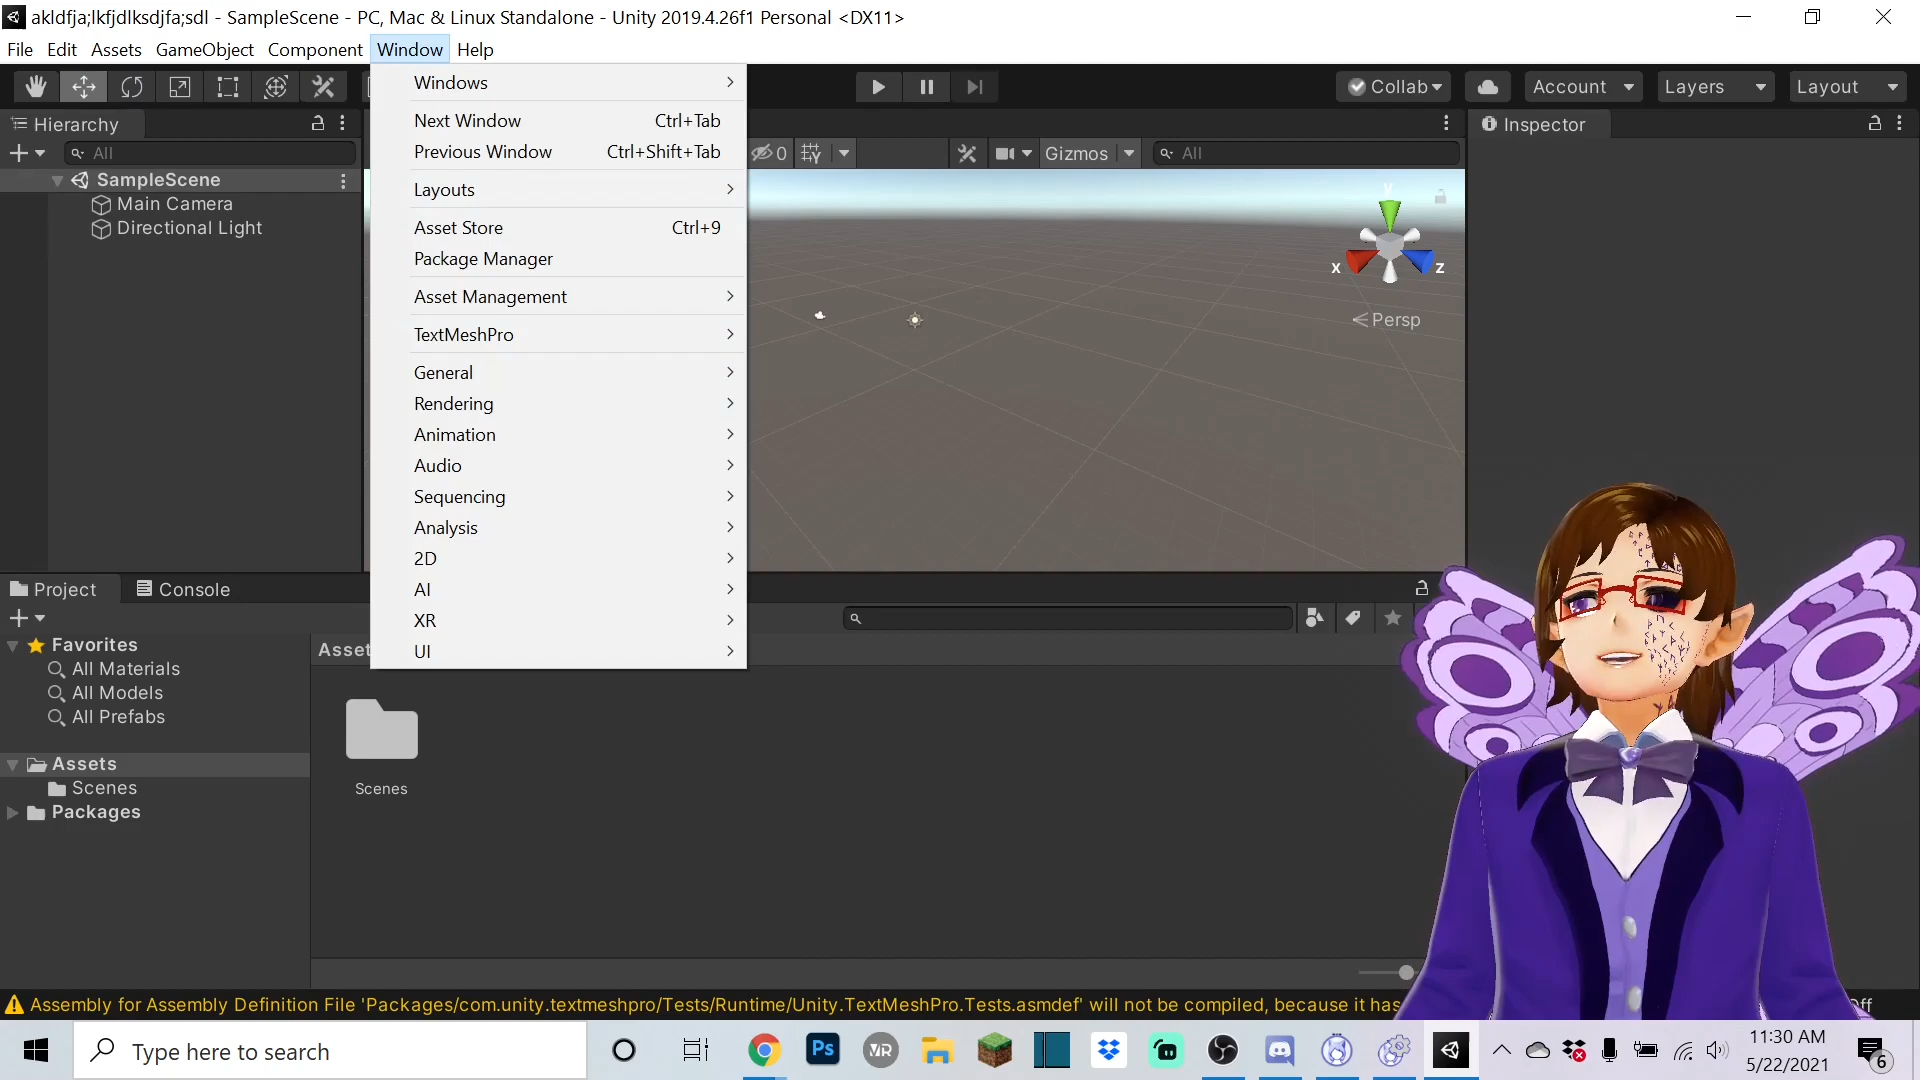 akldfja;lkfjdlksdjfa;sdl - SampleScene - PC, Mac & Linux Standalone - Unity 2019.4.26f1 Personal <DX11>
File Edit Assets GameObject Component Window Help
Collab Account Layers Layout
Windows
Next Window Ctrl+Tab
Previous Window Ctrl+Shift+Tab
Layouts
Asset Store Ctrl+9
Package Manager
Asset Management
TextMeshPro
General
Rendering
Animation
Audio
Sequencing
Analysis
2D
AI
XR
UI
Hierarchy
All
SampleScene
Main Camera
Directional Light
0 Gizmos All
y
x z
Persp
Inspector
Project Console
Favorites
All Materials
All Models
All Prefabs
Assets
Scenes
Packages
Asset
Scenes
Assembly for Assembly Definition File 'Packages/com.unity.textmeshpro/Tests/Runtime/Unity.TextMeshPro.Tests.asmdef' will not be compiled, because it has
Type here to search
Ps
VR
11:30 AM
5/22/2021
6